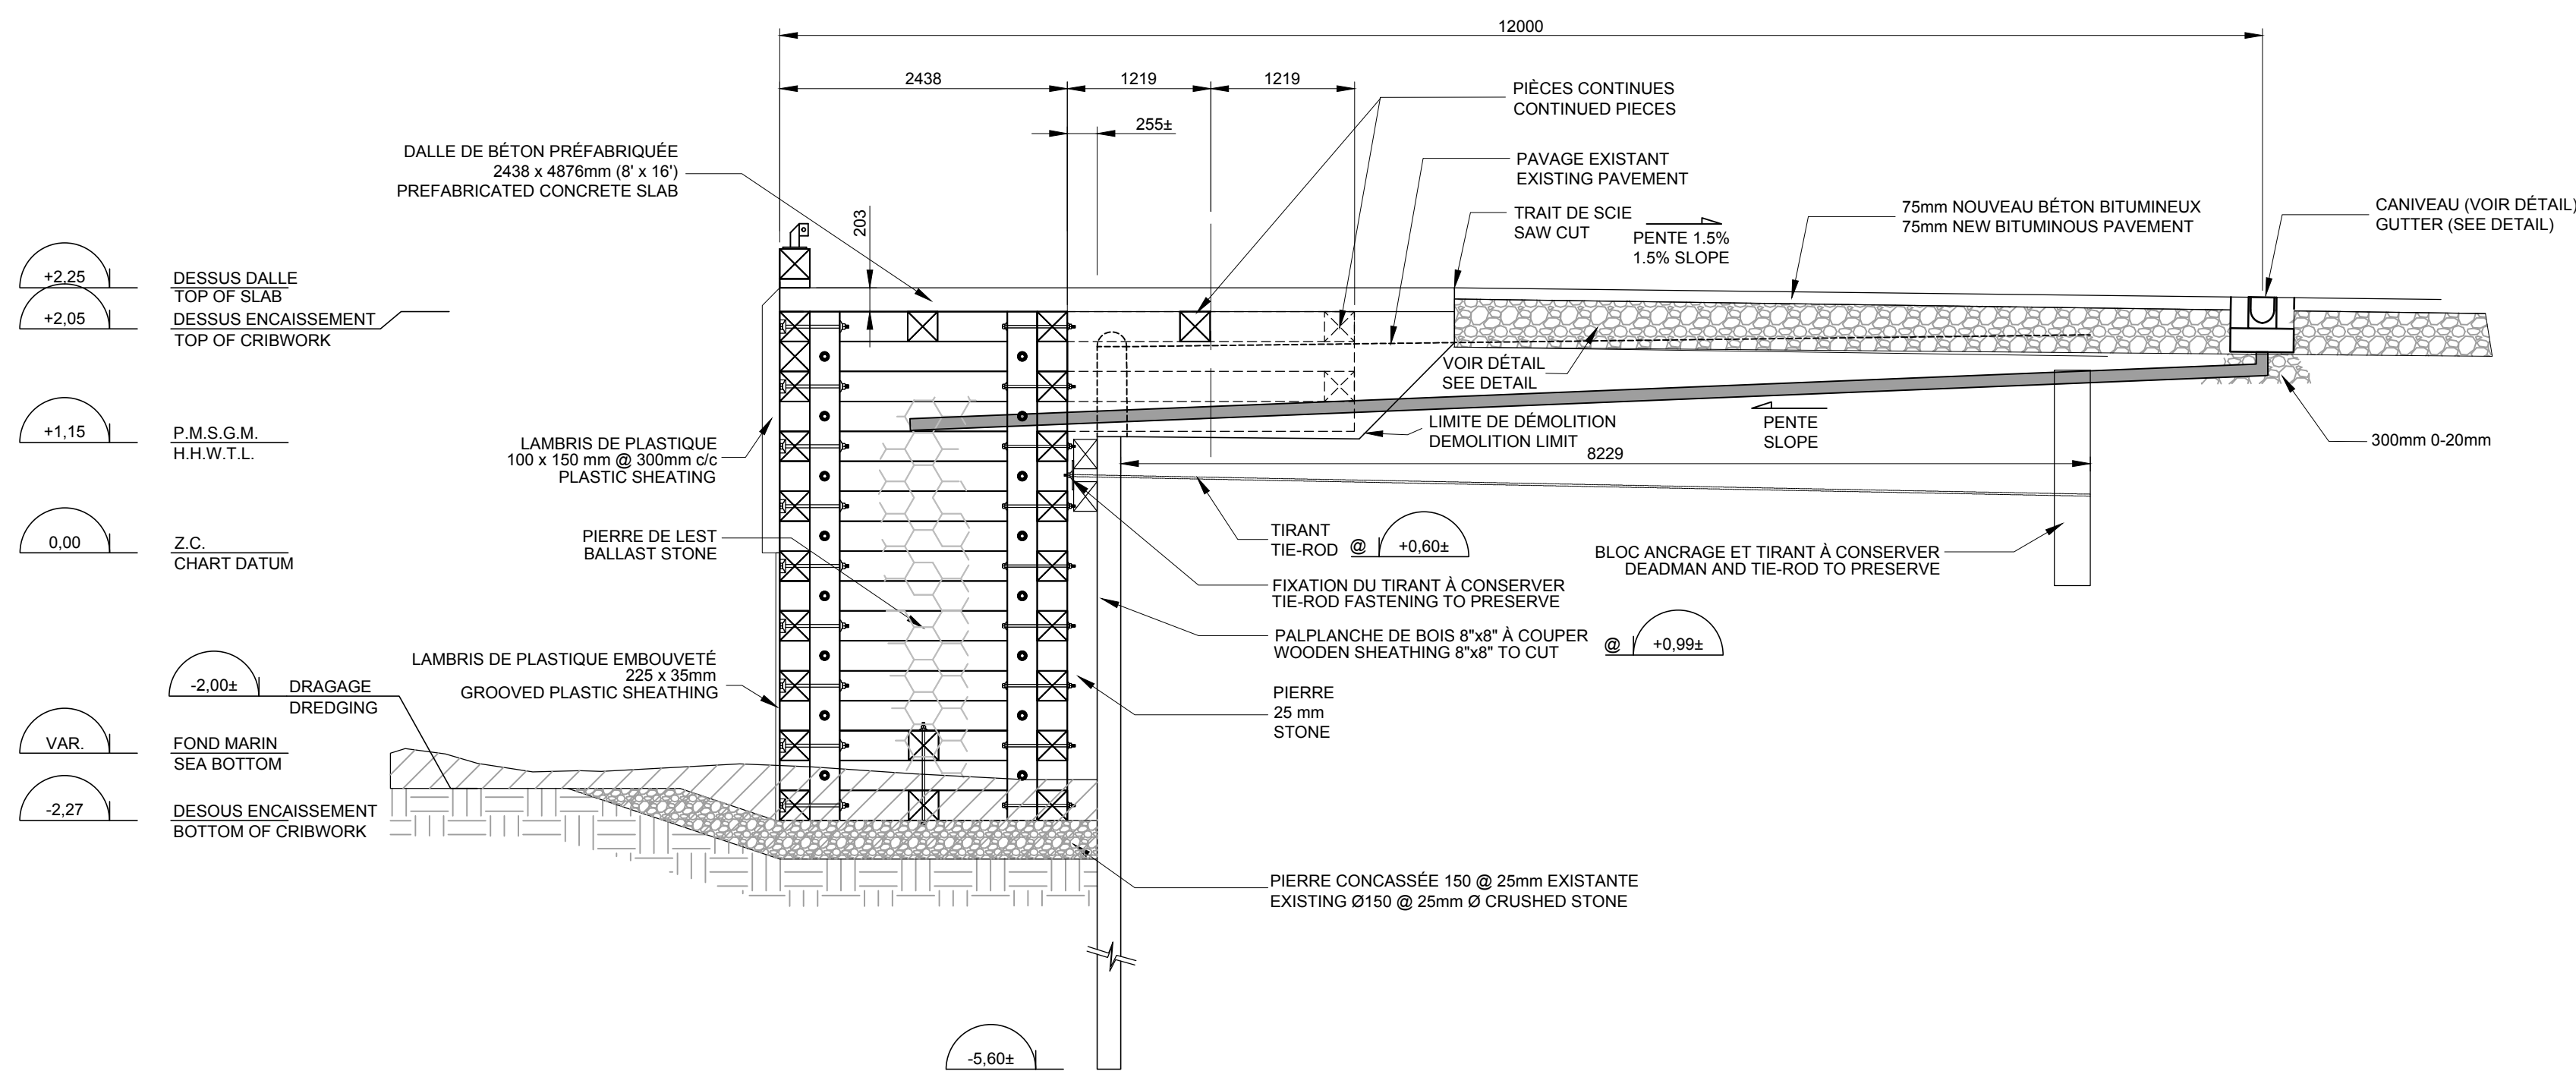 12000
2438
1219
1219
255±
203
PIÈCES CONTINUES
CONTINUED PIECES
DALLE DE BÉTON PRÉFABRIQUÉE
2438 x 4876mm (8' x 16')
PREFABRICATED CONCRETE SLAB
PAVAGE EXISTANT
EXISTING PAVEMENT
TRAIT DE SCIE
SAW CUT
PENTE 1.5%
1.5% SLOPE
75mm NOUVEAU BÉTON BITUMINEUX
75mm NEW BITUMINOUS PAVEMENT
CANIVEAU (VOIR DÉTAIL)
GUTTER (SEE DETAIL)
+2,25
DESSUS DALLE
TOP OF SLAB
+2,05
DESSUS ENCAISSEMENT
TOP OF CRIBWORK
VOIR DÉTAIL
SEE DETAIL
+1,15
P.M.S.G.M.
H.H.W.T.L.
LAMBRIS DE PLASTIQUE
100 x 150 mm @ 300mm c/c
PLASTIC SHEATING
LIMITE DE DÉMOLITION
DEMOLITION LIMIT
PENTE
SLOPE
300mm 0-20mm
8229
0,00
Z.C.
CHART DATUM
PIERRE DE LEST
BALLAST STONE
TIRANT
TIE-ROD @ +0,60±
BLOC ANCRAGE ET TIRANT À CONSERVER
DEADMAN AND TIE-ROD TO PRESERVE
FIXATION DU TIRANT À CONSERVER
TIE-ROD FASTENING TO PRESERVE
PALPLANCHE DE BOIS 8"x8" À COUPER
WOODEN SHEATHING 8"x8" TO CUT @ +0,99±
LAMBRIS DE PLASTIQUE EMBOUVETÉ
225 x 35mm
GROOVED PLASTIC SHEATHING
-2,00±
DRAGAGE
DREDGING
PIERRE
25 mm
STONE
VAR.
FOND MARIN
SEA BOTTOM
-2,27
DESOUS ENCAISSEMENT
BOTTOM OF CRIBWORK
PIERRE CONCASSÉE 150 @ 25mm EXISTANTE
EXISTING Ø150 @ 25mm Ø CRUSHED STONE
-5,60±